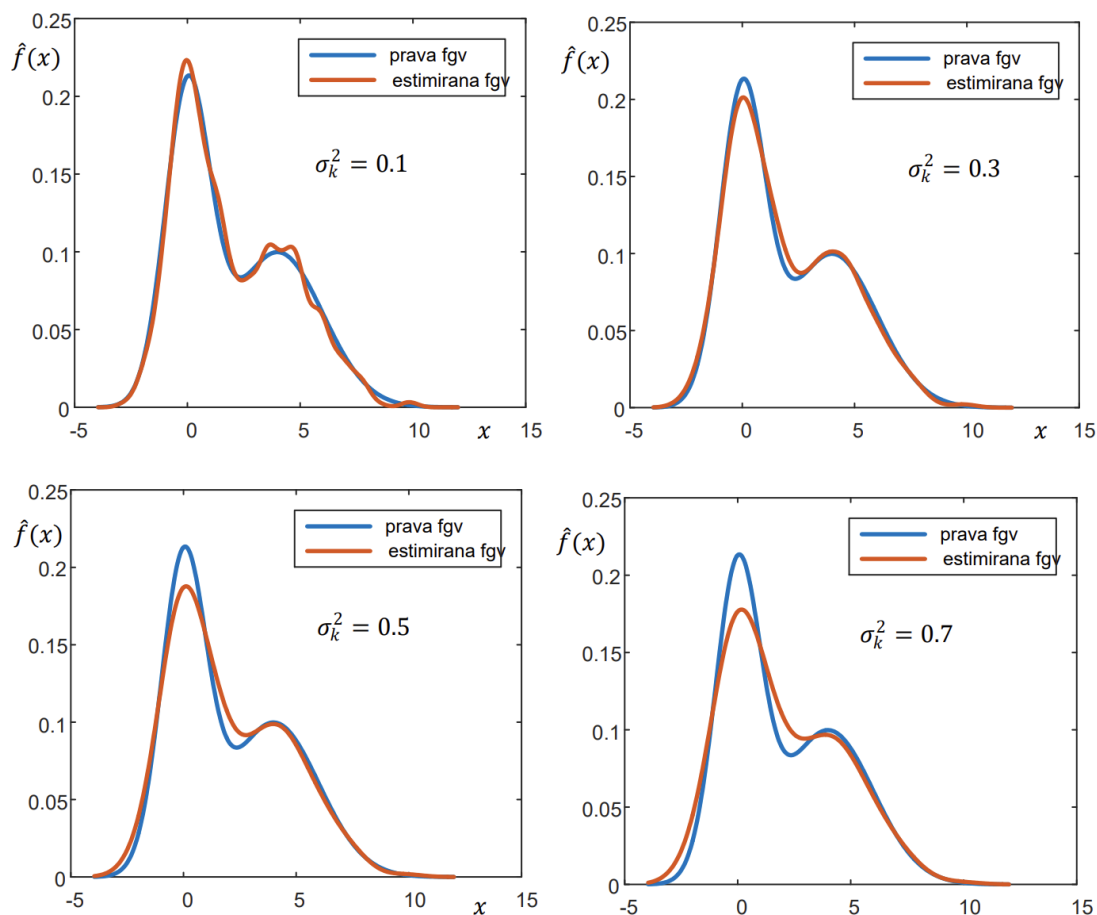 0.25
f̂(x)
prava fgv
estimirana fgv
0.2
σ_k^2 = 0.1
0.15
0.1
0.05
0
-5
0
5
10
x
15
0.25
f̂(x)
prava fgv
estimirana fgv
0.2
σ_k^2 = 0.3
0.15
0.1
0.05
0
-5
0
5
10
x
15
0.25
f̂(x)
prava fgv
estimirana fgv
0.2
σ_k^2 = 0.5
0.15
0.1
0.05
0
-5
0
5
10
x
15
0.25
f̂(x)
prava fgv
estimirana fgv
0.2
σ_k^2 = 0.7
0.15
0.1
0.05
0
-5
0
5
10
x
15